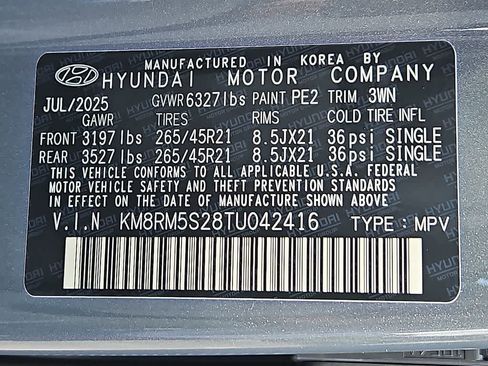 MANUFACTURED IN KOREA BY
HYUNDAI MOTOR COMPANY
JUL/2025 GVWR 6327lbs PAINT PE2 TRIM 3WN
GAWR TIRES RIMS COLD TIRE INFL
FRONT 3197lbs 265/45R21 8.5JX21 36psi SINGLE
REAR 3527lbs 265/45R21 8.5JX21 36psi SINGLE
THIS VEHICLE CONFORMS TO ALL APPLICABLE U.S.A. FEDERAL
MOTOR VEHICLE SAFETY AND THEFT PREVENTION STANDARDS
IN EFFECT ON THE DATE OF MANUFACTURE SHOWN ABOVE
V.I.N KM8RM5S28TU042416 TYPE : MPV